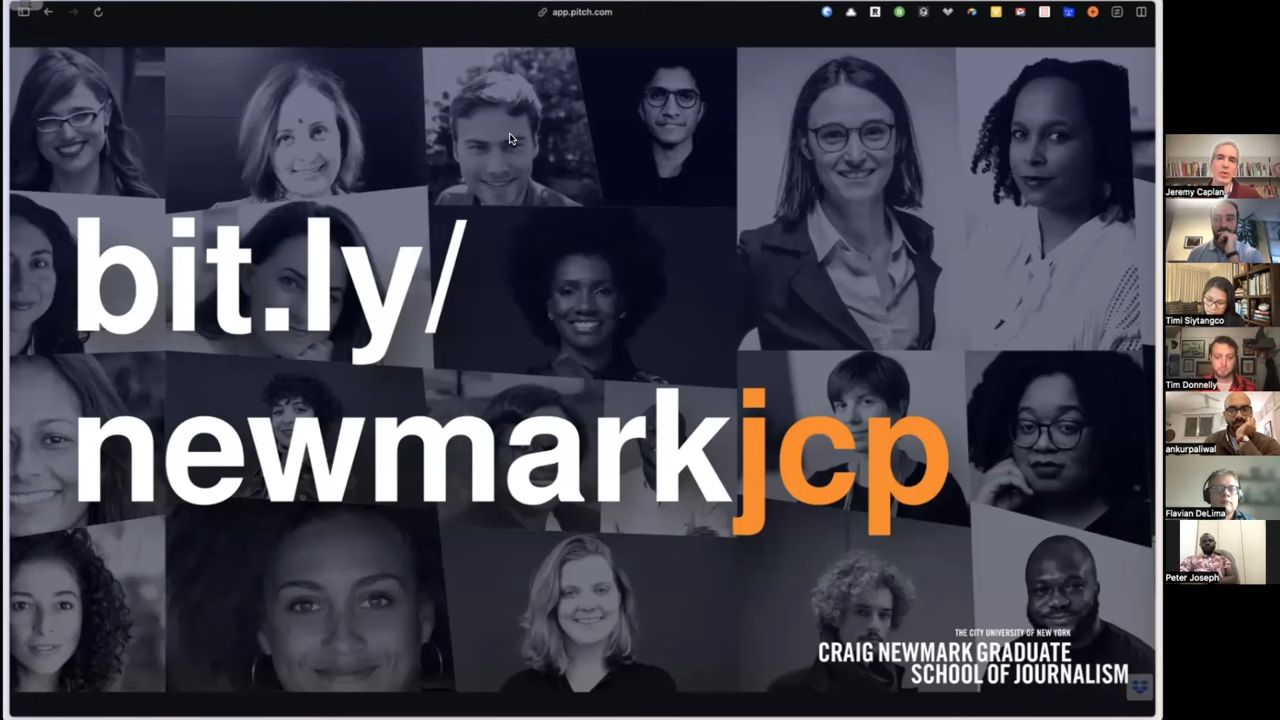 app.pitch.com
bit.ly/
newmarkjcp
THE CITY UNIVERSITY OF NEW YORK
CRAIG NEWMARK GRADUATE
SCHOOL OF JOURNALISM
Jeremy Caplan
Timi Siytangco
Tim Donnelly
ankurpaliwal
Flavian DeLima
Peter Joseph